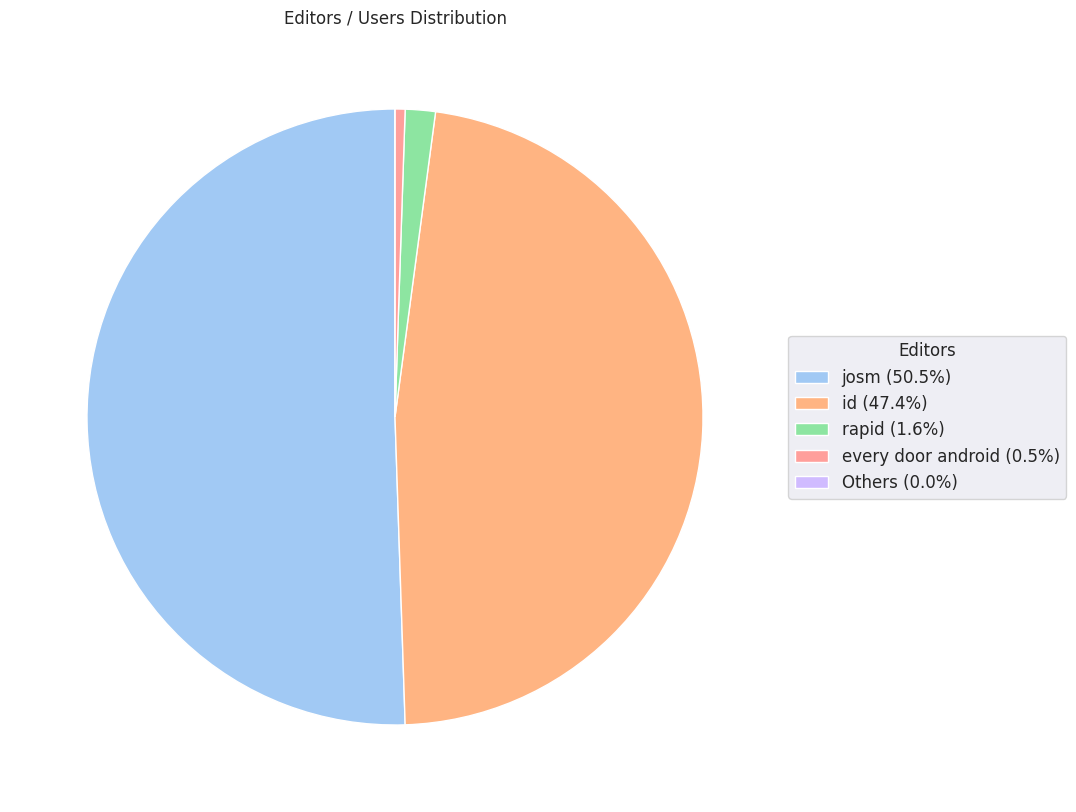 Editors / Users Distribution
Editors
josm (50.5%)
id (47.4%)
rapid (1.6%)
every door android (0.5%)
Others (0.0%)